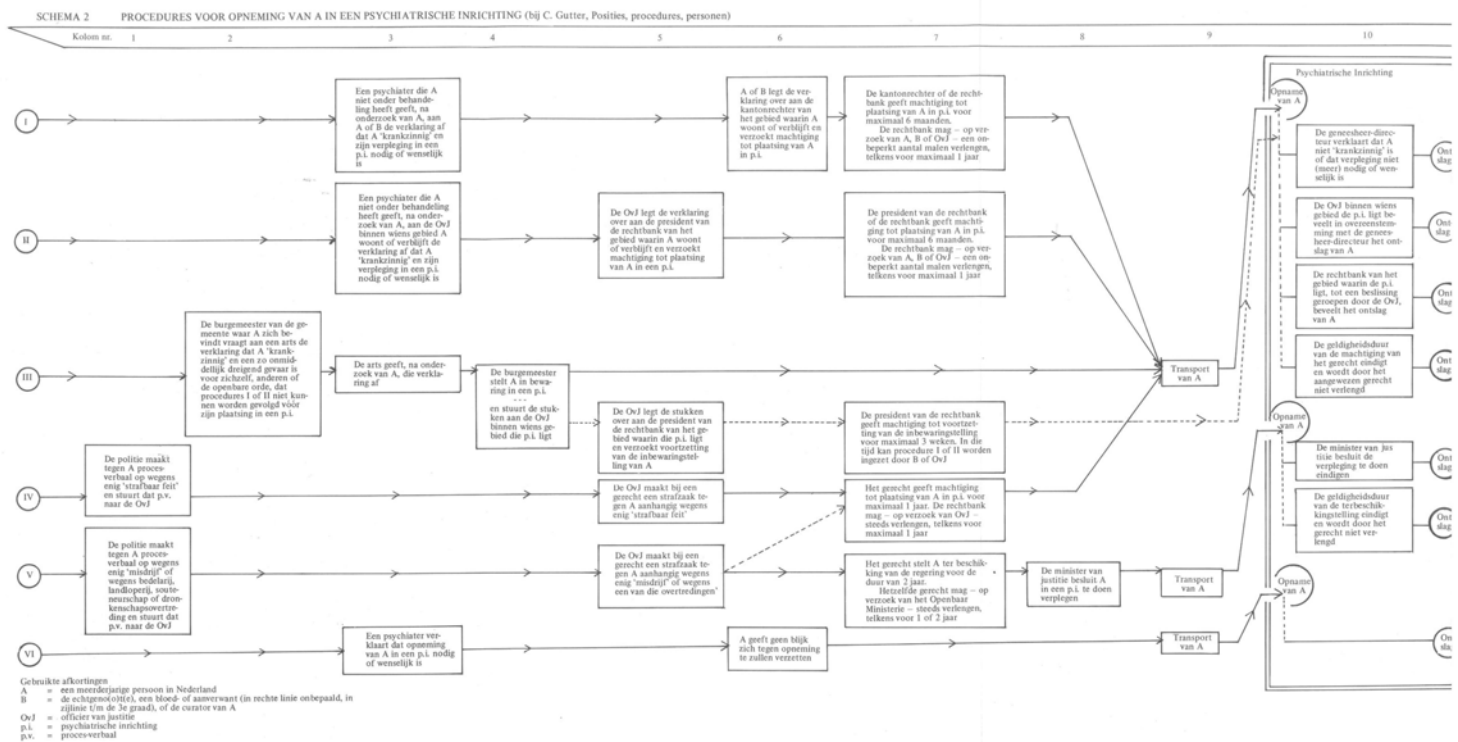 SCHEMA 2 PROCEDURES VOOR OPNEMING VAN A IN EEN PSYCHIATRISCHE INRICHTING (bij C. Gutter, Posities, procedures, personen)
Kolom nr. 1 2 3 4 5 6 7 8 9 10
Psychiatrische Inrichting
I
Een psychiater die A
niet onder behande-
ling heeft geeft, na
onderzoek van A, aan
A of B de verklaring af
dat A 'krankzinnig' en
zijn verpleging in een
p.i. nodig of wenselijk
is
A of B legt de ver-
klaring over aan de
kantonrechter van
het gebied waarin A
woont of verblijft en
verzoekt machtiging
tot plaatsing van A
in p.i.
De kantonrechter of de recht-
bank geeft machtiging tot
plaatsing van A in p.i. voor
maximaal 6 maanden.
De rechtbank mag – op ver-
zoek van A, B of OvJ – een on-
beperkt aantal malen verlengen,
telkens voor maximaal 1 jaar
II
Een psychiater die A
niet onder behandeling
heeft geeft, na onder-
zoek van A, aan de OvJ
binnen wiens gebied A
woont of verblijft de
verklaring af dat A
'krankzinnig' en zijn
verpleging in een p.i.
nodig of wenselijk is
De OvJ legt de verklaring
over aan de president van
de rechtbank van het
gebied waarin A woont
of verblijft en verzoekt
machtiging tot plaatsing
van A in een p.i.
De president van de rechtbank
of de rechtbank geeft machti-
ging tot plaatsing van A in p.i.
voor maximaal 6 maanden.
De rechtbank mag – op ver-
zoek van A, B of OvJ – een on-
beperkt aantal malen verlengen,
telkens voor maximaal 1 jaar
III
De burgemeester van de ge-
meente waar A zich be-
vindt vraagt aan een arts de
verklaring dat A 'krank-
zinnig' en een zo onmid-
dellijk dreigend gevaar is
voor zichzelf, anderen of
de openbare orde, dat
procedures I of II niet kun-
nen worden gevolgd vóór
zijn plaatsing in een p.i.
De arts geeft, na onder-
zoek van A, die verkla-
ring af
De burgemeester
stelt A in bewa-
ring in een p.i.
---
en stuurt de stuk-
ken aan de OvJ
binnen wiens ge-
bied die p.i. ligt
De OvJ legt de stukken
over aan de president van
de rechtbank van het ge-
bied waarin die p.i. ligt
en verzoekt voortzetting
van de inbewaringstel-
ling van A
De president van de rechtbank
geeft machtiging tot voortzet-
ting van de inbewaringstelling
voor maximaal 3 weken. In die
tijd kan procedure I of II worden
ingezet door B of OvJ
Transport
van A
IV
De politie maakt
tegen A proces-
verbaal op wegens
enig 'strafbaar feit'
en stuurt dat p.v.
naar de OvJ
De OvJ maakt bij een
gerecht een strafzaak te-
gen A aanhangig wegens
enig 'strafbaar feit'
Het gerecht geeft machtiging
tot plaatsing van A in p.i. voor
maximaal 1 jaar. De rechtbank
mag – op verzoek van OvJ –
steeds verlengen, telkens voor
maximaal 1 jaar
V
De politie maakt
tegen A proces-
verbaal op wegens
enig 'misdrijf' of
wegens bedelarij,
landloperij, soute-
neurschap of dron-
kenschapsovertre-
ding en stuurt dat
p.v. naar de OvJ
De OvJ maakt bij een
gerecht een strafzaak te-
gen A aanhangig wegens
enig 'misdrijf' of wegens
een van die overtredingen'
Het gerecht stelt A ter beschik-
king van de regering voor de
duur van 2 jaar.
Hetzelfde gerecht mag – op
verzoek van het Openbaar
Ministerie – steeds verlengen,
telkens voor 1 of 2 jaar
De minister van
justitie besluit A
in een p.i. te doen
verplegen
Transport
van A
VI
Een psychiater ver-
klaart dat opneming
van A in een p.i. nodig
of wenselijk is
A geeft geen blijk
zich tegen opneming
te zullen verzetten
Transport
van A
Opname
van A
De geneesheer-direc-
teur verklaart dat A
niet 'krankzinnig' is
of dat verpleging niet
(meer) nodig of wen-
selijk is
Ont
slag
De OvJ binnen wiens
gebied de p.i. ligt be-
veelt in overeenstem-
ming met de genees-
heer-directeur het ont-
slag van A
Ont-
slag
De rechtbank van het
gebied waarin de p.i.
ligt, tot een beslissing
geroepen door de OvJ,
beveelt het ontslag
van A
Ont
slag
De geldigheidsduur
van de machtiging van
het gerecht eindigt
en wordt door het
aangewezen gerecht
niet verlengd
Ont
slag
Opname
van A
De minister van jus
titie besluit de
verpleging te doen
eindigen
Ont
slag
De geldigheidsduur
van de terbeschik-
kingstelling eindigt
en wordt door het
gerecht niet ver-
lengd
Ont
slag
Opname
van A
On
slag
Gebruikte afkortingen
A = een meerderjarige persoon in Nederland
B = de echtgeno(o)t(e), een bloed- of aanverwant (in rechte linie onbepaald, in
zijlinie t/m de 3e graad), of de curator van A
OvJ = officier van justitie
p.i. = psychiatrische inrichting
p.v. = proces-verbaal